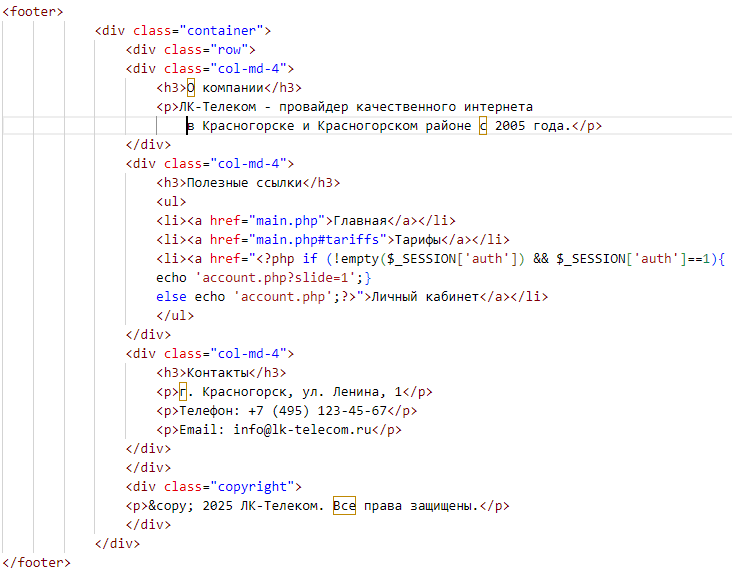 <footer>
<div class="container">
<div class="row">
<div class="col-md-4">
<h3>О компании</h3>
<p>ЛК-Телеком - провайдер качественного интернета
в Красногорске и Красногорском районе с 2005 года.</p>
</div>
<div class="col-md-4">
<h3>Полезные ссылки</h3>
<ul>
<li><a href="main.php">Главная</a></li>
<li><a href="main.php#tariffs">Тарифы</a></li>
<li><a href="<?php if (!empty($_SESSION['auth']) && $_SESSION['auth']==1){
echo 'account.php?slide=1';}
else echo 'account.php';?>">Личный кабинет</a></li>
</ul>
</div>
<div class="col-md-4">
<h3>Контакты</h3>
<p>г. Красногорск, ул. Ленина, 1</p>
<p>Телефон: +7 (495) 123-45-67</p>
<p>Email: info@lk-telecom.ru</p>
</div>
</div>
<div class="copyright">
<p>&copy; 2025 ЛК-Телеком. Все права защищены.</p>
</div>
</div>
</footer>